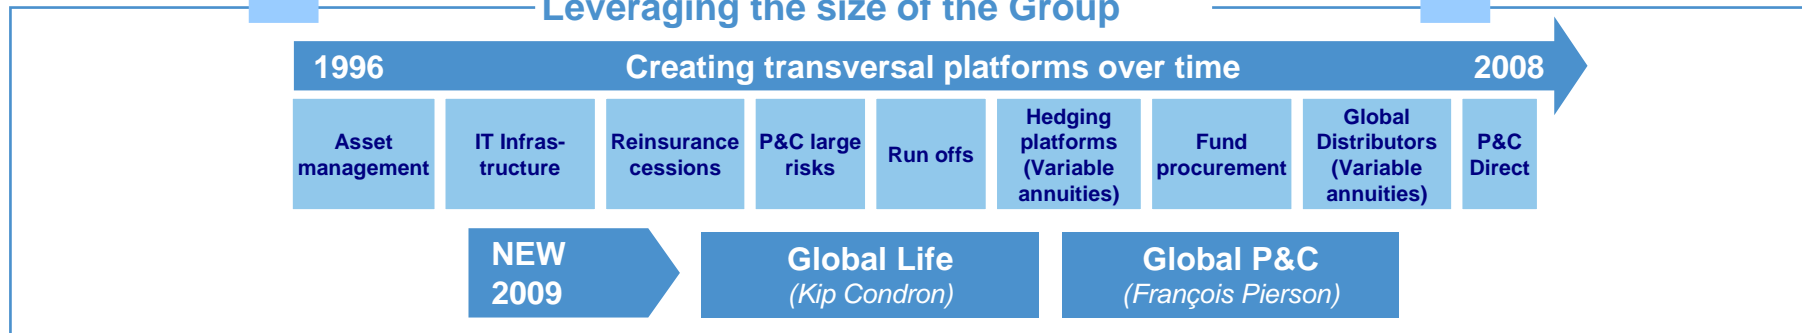 Leveraging the size of the Group
1996 Creating transversal platforms over time 2008
Asset
management
IT Infras-
tructure
Reinsurance
cessions
P&C large
risks
Run offs
Hedging
platforms
(Variable
annuities)
Fund
procurement
Global
Distributors
(Variable
annuities)
P&C
Direct
NEW
2009
Global Life
(Kip Condron)
Global P&C
(François Pierson)